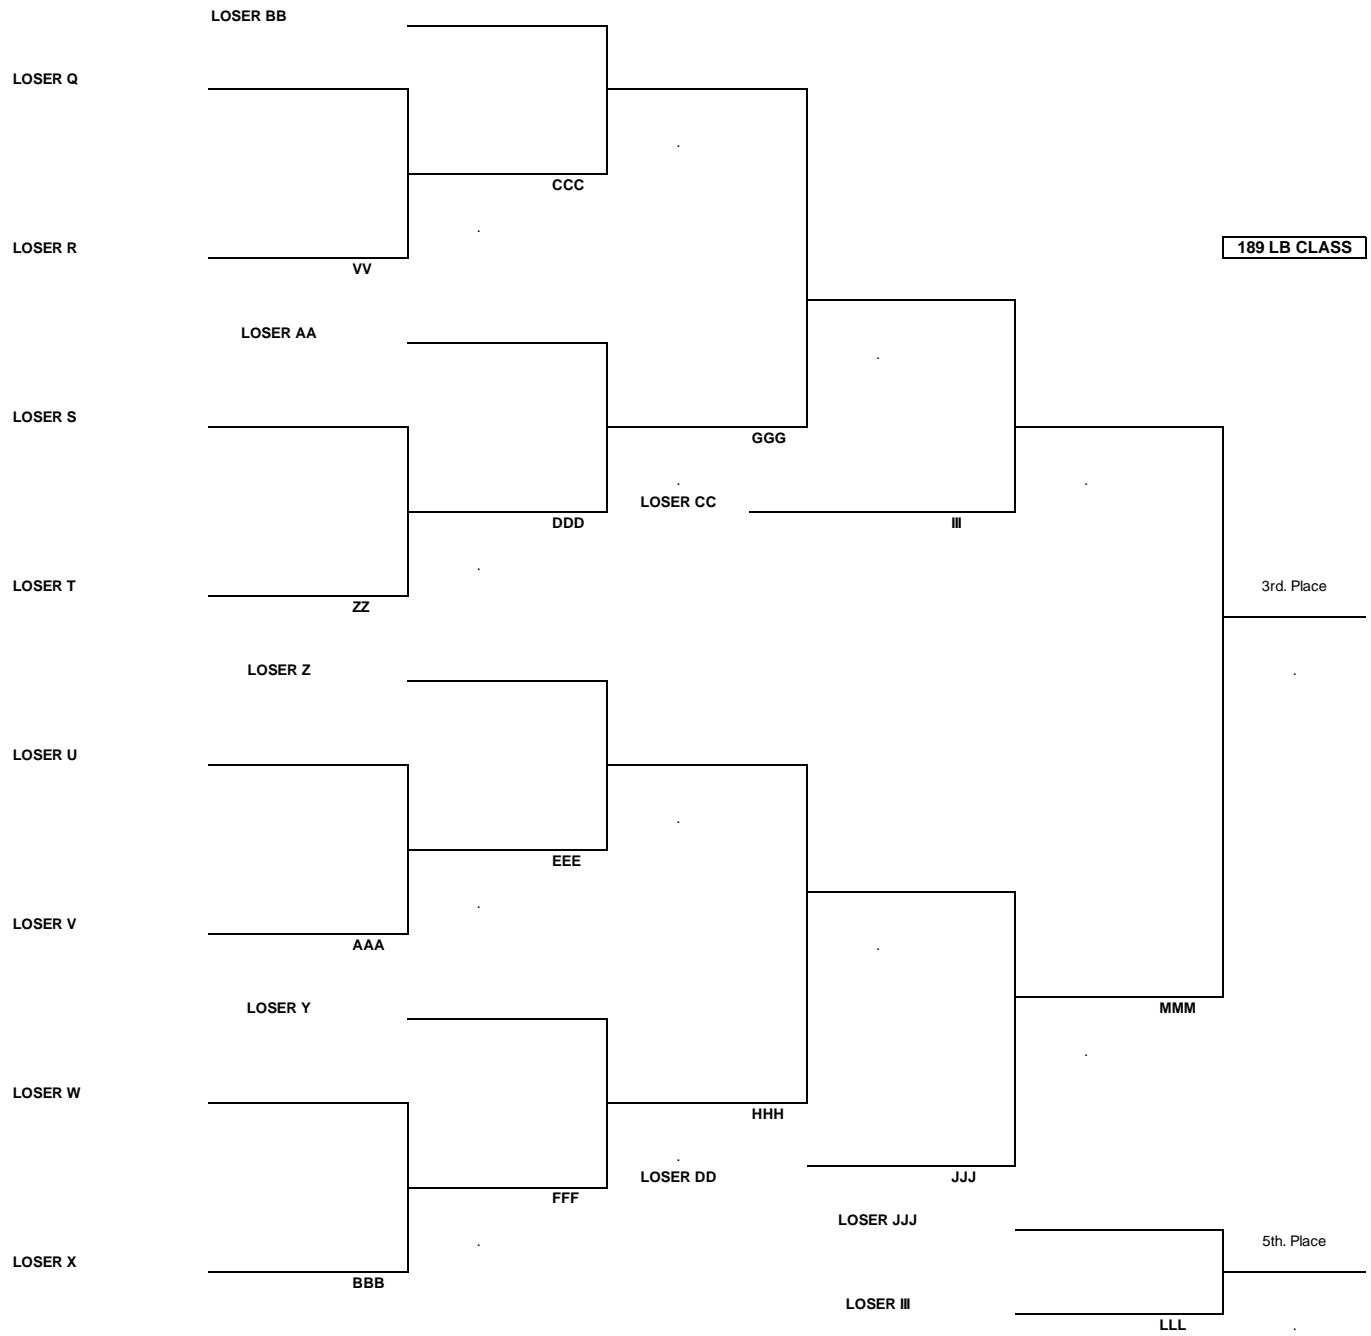 LOSER BB
LOSER Q
CCC
LOSER R
189 LB CLASS
VV
LOSER AA
LOSER S
GGG
LOSER CC
DDD
III
LOSER T
3rd. Place
ZZ
LOSER Z
LOSER U
EEE
LOSER V
AAA
LOSER Y
MMM
LOSER W
HHH
LOSER DD
JJJ
FFF
LOSER JJJ
5th. Place
LOSER X
BBB
LOSER III
LLL